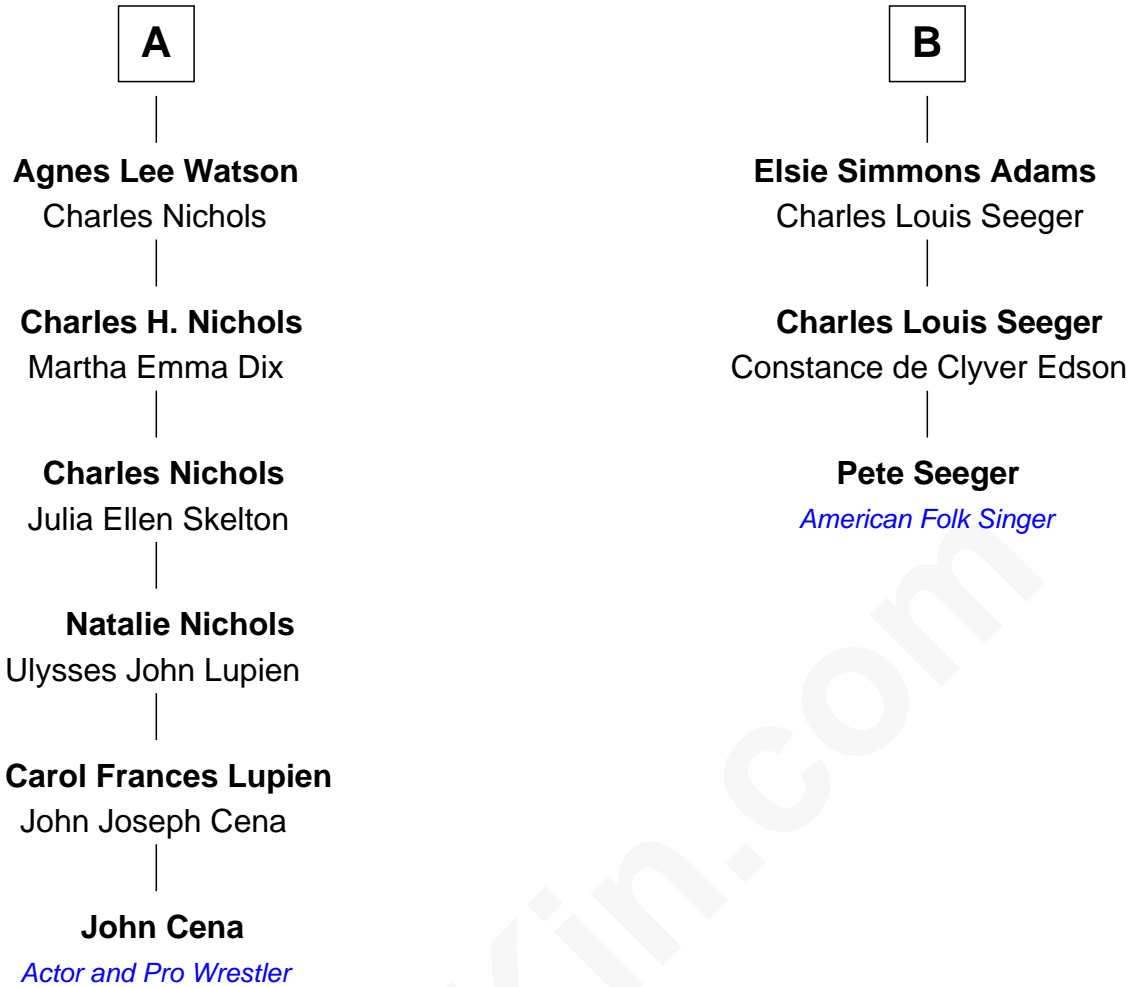 A
Agnes Lee Watson
Charles Nichols
Charles H. Nichols
Martha Emma Dix
Charles Nichols
Julia Ellen Skelton
Natalie Nichols
Ulysses John Lupien
Carol Frances Lupien
John Joseph Cena
John Cena
Actor and Pro Wrestler
B
Elsie Simmons Adams
Charles Louis Seeger
Charles Louis Seeger
Constance de Clyver Edson
Pete Seeger
American Folk Singer